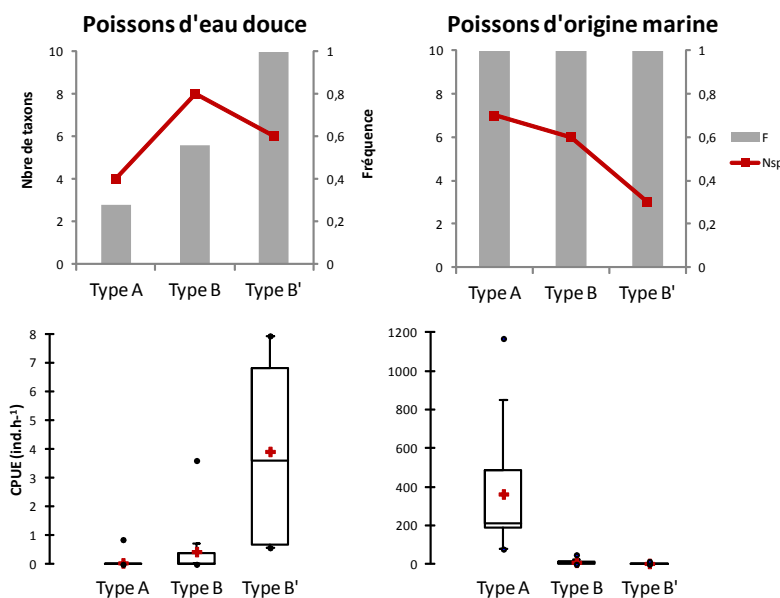 Poissons d'eau douce
Poissons d'origine marine
10
8
6
4
2
0
Nbre de taxons
1
0,8
0,6
0,4
0,2
0
Fréquence
Type A
Type B
Type B'
10
8
6
4
2
0
1
0,8
0,6
0,4
0,2
0
Type A
Type B
Type B'
F
Nsp
8
7
6
5
4
3
2
1
0
CPUE (ind.h-¹)
Type A
Type B
Type B'
1200
1000
800
600
400
200
0
Type A
Type B
Type B'